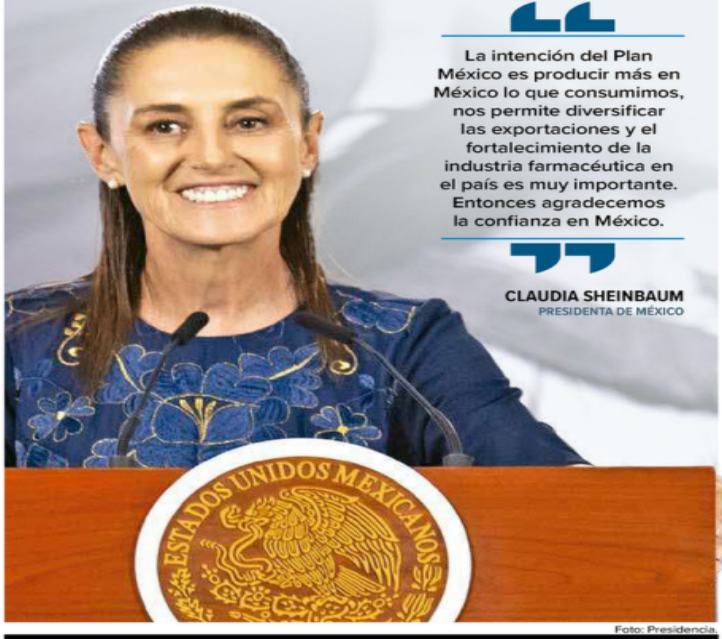 La intención del Plan
México es producir más en
México lo que consumimos,
nos permite diversificar
las exportaciones y el
fortalecimiento de la
industria farmacéutica en
el país es muy importante.
Entonces agradecemos
la confianza en México.
CLAUDIA SHEINBAUM
PRESIDENTA DE MÉXICO
ESTADOS UNIDOS MEXICANOS
Foto: Presidencia.